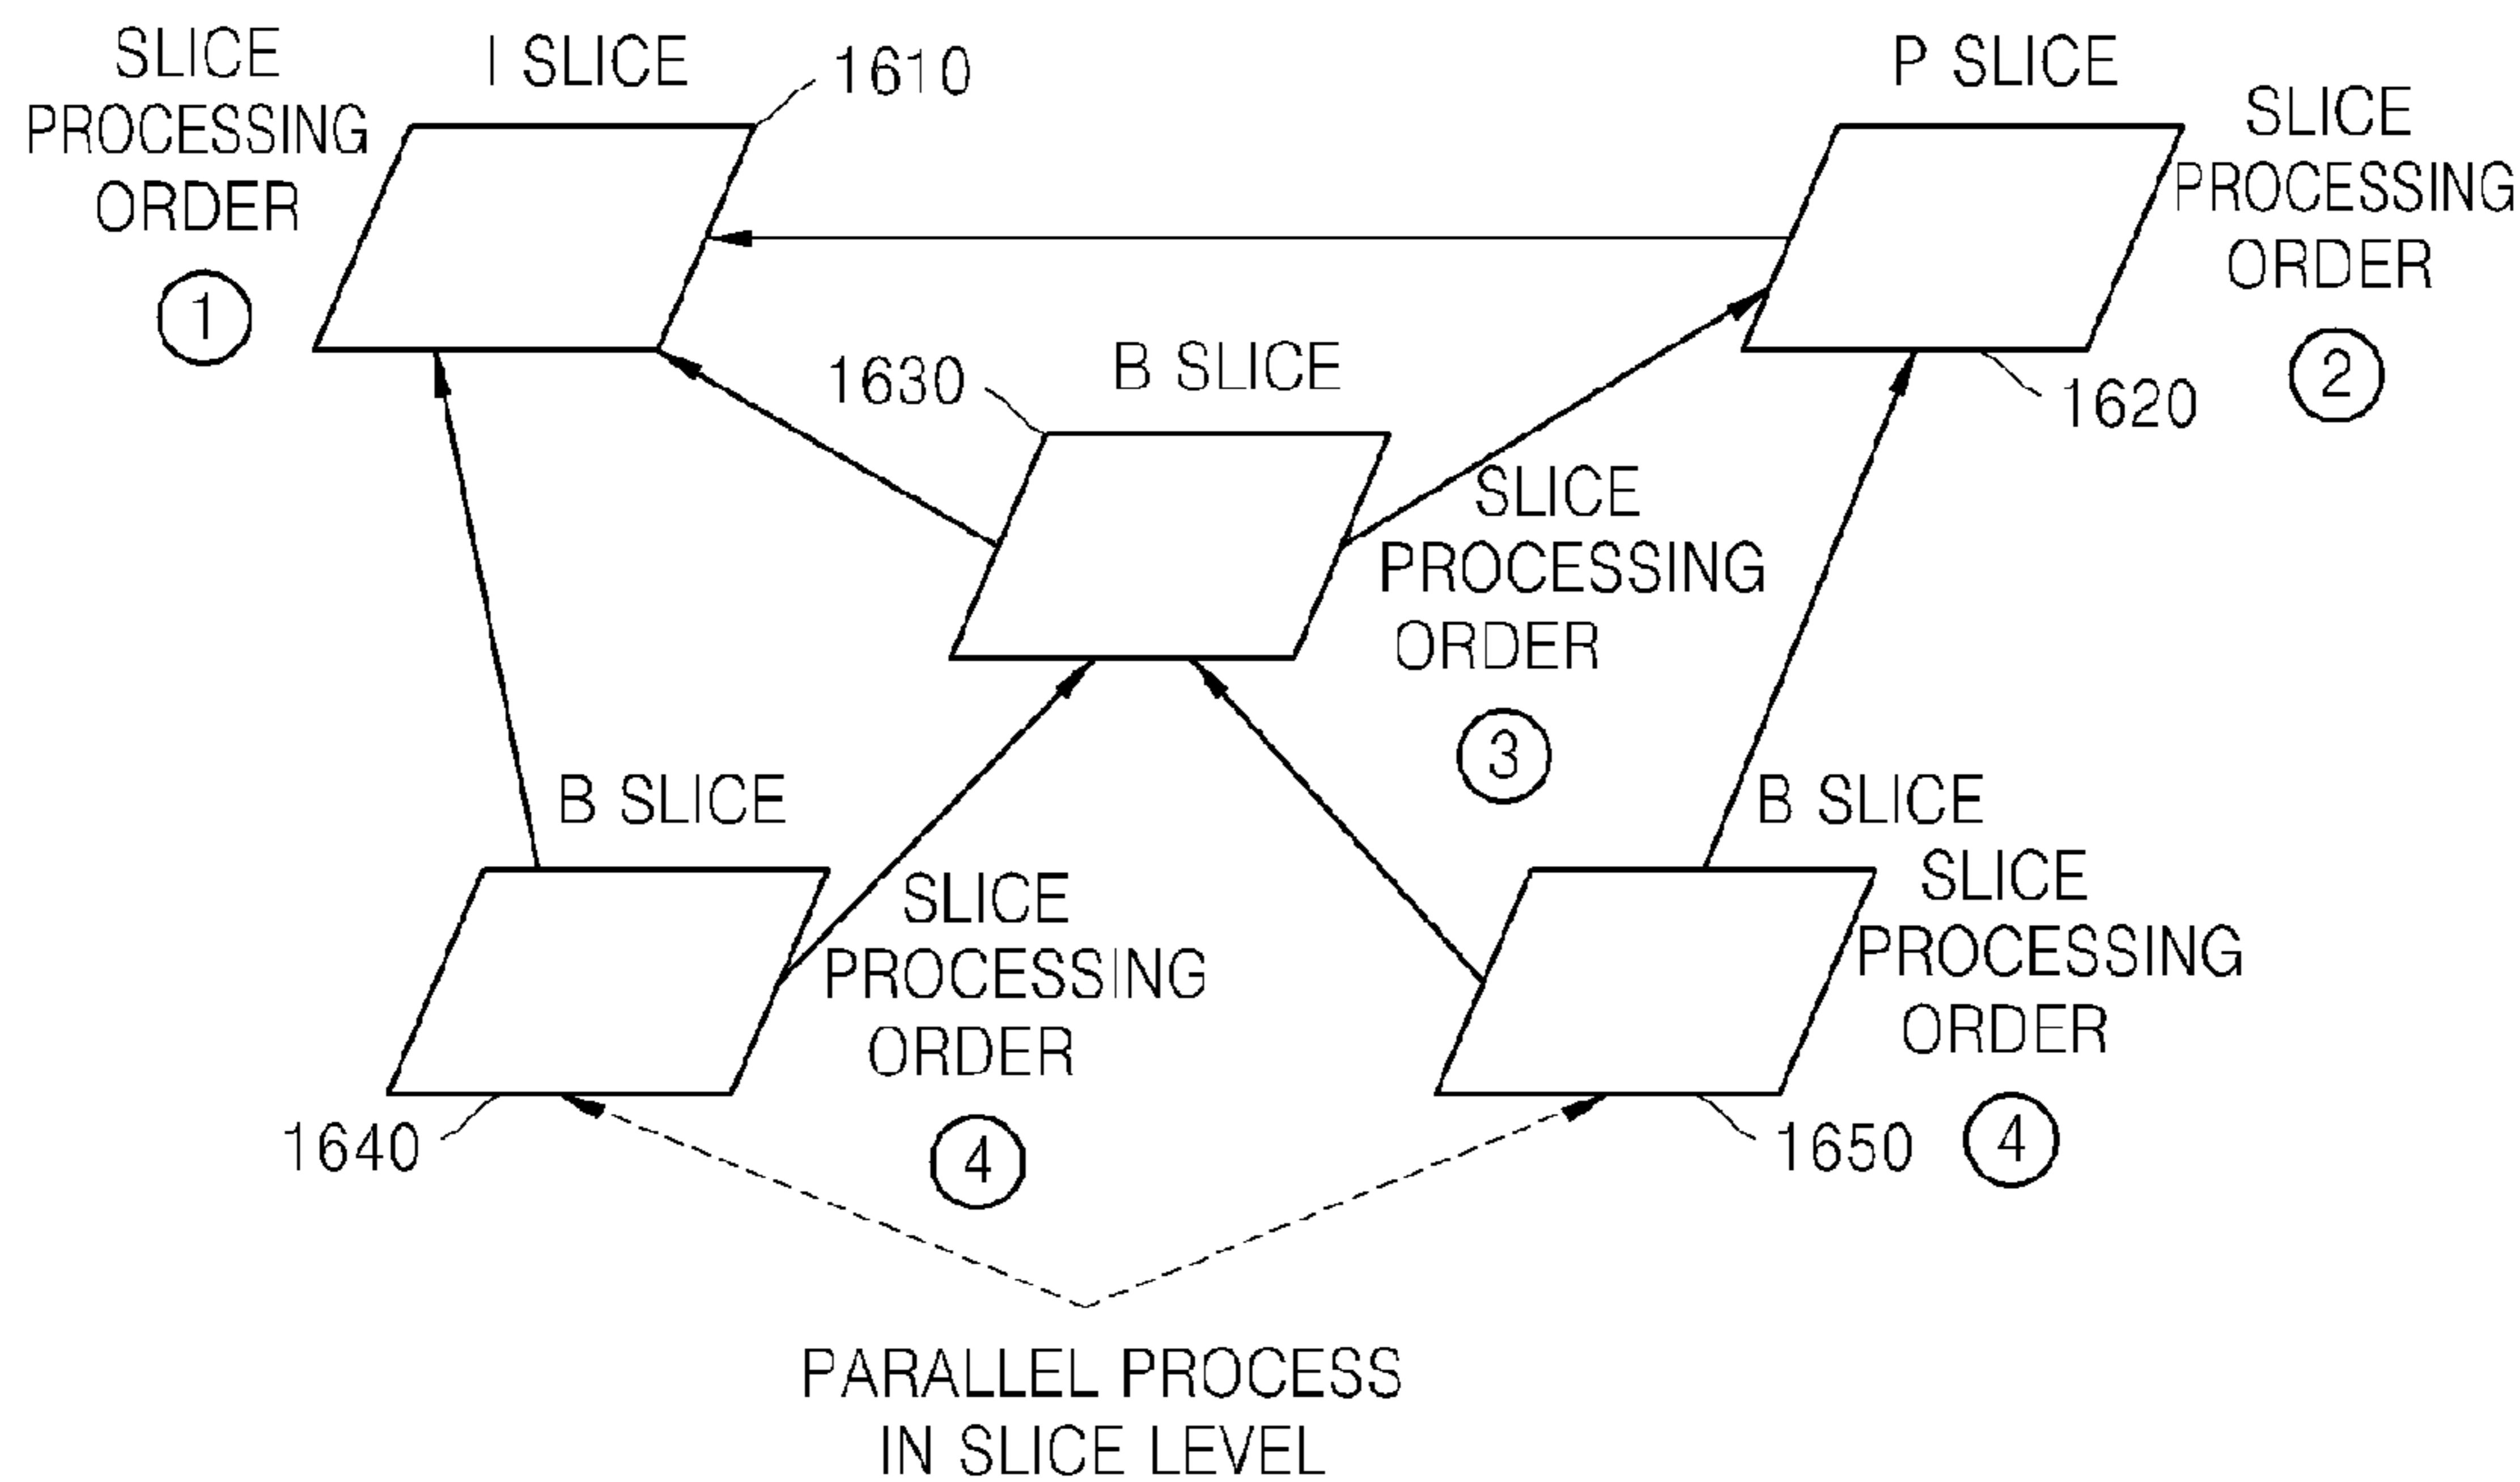 SLICE
PROCESSING
ORDER
1
I SLICE
1610
P SLICE
SLICE
PROCESSING
ORDER
2
1620
1630
B SLICE
SLICE
PROCESSING
ORDER
3
B SLICE
SLICE
PROCESSING
ORDER
4
1640
B SLICE
SLICE
PROCESSING
ORDER
4
1650
PARALLEL PROCESS
IN SLICE LEVEL